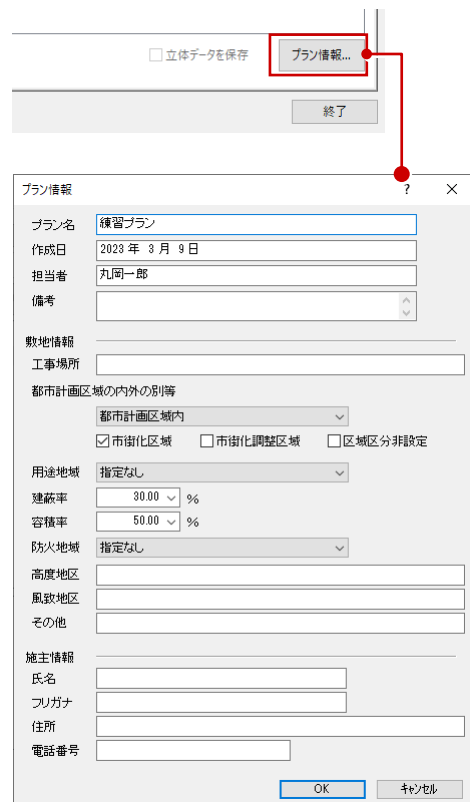 立体データを保存 プラン情報...
終了
プラン情報 ?
プラン名 練習プラン
作成日 2023 年 3 月 9 日
担当者 丸岡一郎
備考
敷地情報
工事場所
都市計画区域の内外の別等
都市計画区域内
市街化区域 市街化調整区域 区域区分非設定
用途地域 指定なし
建蔽率 30.00 %
容積率 50.00 %
防火地域 指定なし
高度地区
風致地区
その他
施主情報
氏名
フリガナ
住所
電話番号
OK キャンセル